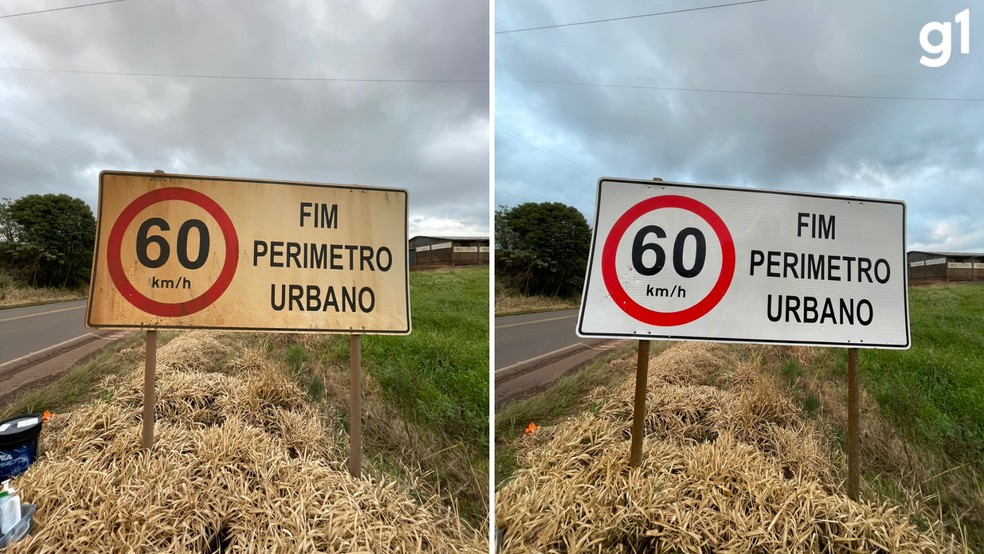 60
km/h
FIM
PERIMETRO
URBANO
g1
60
km/h
FIM
PERIMETRO
URBANO